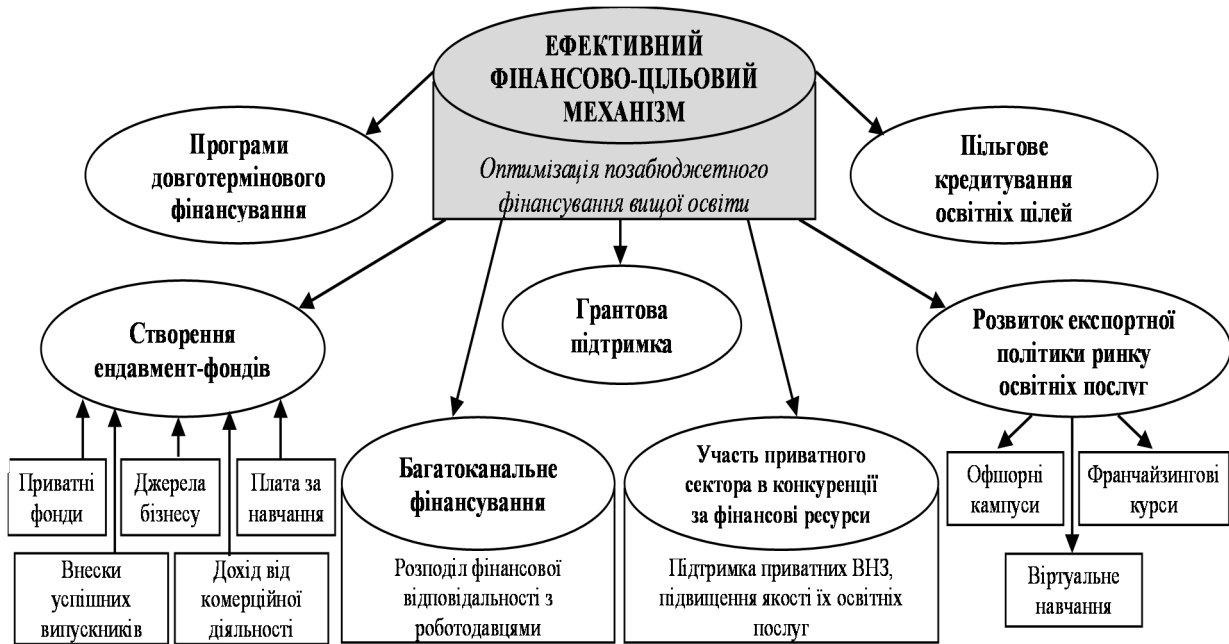 ЕФЕКТИВНИЙ
ФІНАНСОВО-ЦІЛЬОВИЙ
МЕХАНІЗМ
Оптимізація позабюджетного
фінансування вищої освіти
Програми
довготермінового
фінансування
Пільгове
кредитування
освітніх цілей
Створення
ендавмент-фондів
Грантова
підтримка
Розвиток експортної
політики ринку
освітніх послуг
Приватні
фонди
Джерела
бізнесу
Плата за
навчання
Внески
успішних
випускників
Дохід від
комерційної
діяльності
Багатоканальне
фінансування
Розподіл фінансової
відповідальності з
роботодавцями
Участь приватного
сектора в конкуренції
за фінансові ресурси
Підтримка приватних ВНЗ,
підвищення якості їх освітніх
послуг
Офшорні
кампуси
Франчайзингові
курси
Віртуальне
навчання